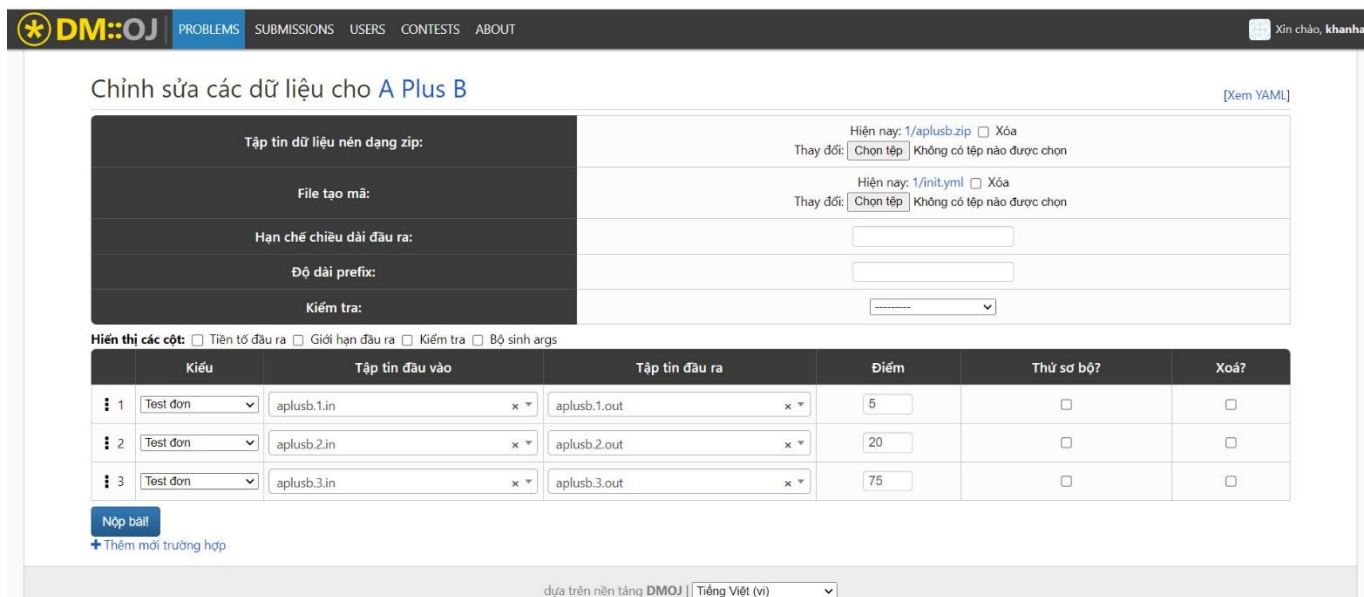 DM::OJ PROBLEMS SUBMISSIONS USERS CONTESTS ABOUT Xin chào, khanha
Chỉnh sửa các dữ liệu cho A Plus B
[Xem YAML]
Tập tin dữ liệu nén dạng zip:
Hiện nay: 1/aplusb.zip Xóa
Thay đổi: Chọn tệp Không có tệp nào được chọn
File tạo mã:
Hiện nay: 1/init.yml Xóa
Thay đổi: Chọn tệp Không có tệp nào được chọn
Hạn chế chiều dài đầu ra:
Độ dài prefix:
Kiểm tra: ---------
Hiển thị các cột: Tiền tố đầu ra Giới hạn đầu ra Kiểm tra Bộ sinh args
Kiểu Tập tin đầu vào Tập tin đầu ra Điểm Thử sơ bộ? Xoá?
1 Test đơn aplusb.1.in × aplusb.1.out × 5
2 Test đơn aplusb.2.in × aplusb.2.out × 20
3 Test đơn aplusb.3.in × aplusb.3.out × 75
Nộp bài!
+ Thêm mới trường hợp
dựa trên nền tảng DMOJ | Tiếng Việt (vi)